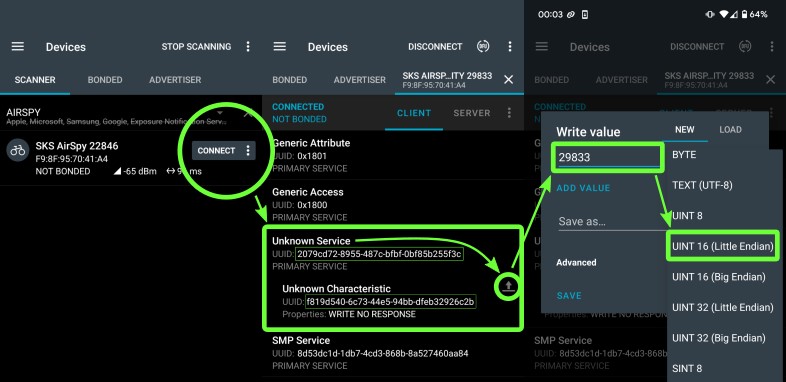 Devices
STOP SCANNING
SCANNER
BONDED
ADVERTISER
AIRSPY
Apple, Microsoft, Samsung, Google, Exposure Notification Serv..
SKS AirSpy 22846
CONNECT
F9:8F:95:70:41:A4
NOT BONDED
-65 dBm
ms
Devices
DISCONNECT
BONDED
ADVERTISER
SKS AIRSP...ITY 29833
F9:8F:95:70:41:A4
CONNECTED
NOT BONDED
CLIENT
SERVER
Generic Attribute
UUID: 0x1801
PRIMARY SERVICE
Generic Access
UUID: 0x1800
PRIMARY SERVICE
Unknown Service
UUID: 2079cd72-8955-487c-bfbf-0bf85b255f3c
PRIMARY SERVICE
Unknown Characteristic
UUID: f819d540-6c73-44e5-94bb-dfeb32926c2b
Properties: WRITE NO RESPONSE
SMP Service
UUID: 8d53dc1d-1db7-4cd3-868b-8a527460aa84
PRIMARY SERVICE
00:03
64%
Devices
DISCONNECT
BONDED
ADVERTISER
SKS AIRSP...ITY 29833
F9:8F:95:70:41:A4
CONNECTED
NOT BONDED
CLIENT
SERVER
Write value
NEW
LOAD
29833
BYTE
ADD VALUE
TEXT (UTF-8)
Save as...
UINT 8
UINT 16 (Little Endian)
Advanced
UINT 16 (Big Endian)
SAVE
UINT 32 (Little Endian)
Properties: WRITE NO RESPON
UINT 32 (Big Endian)
SMP Service
UUID: 8d53dc1d-1db7-4cd3-868b
PRIMARY SERVICE
SINT 8